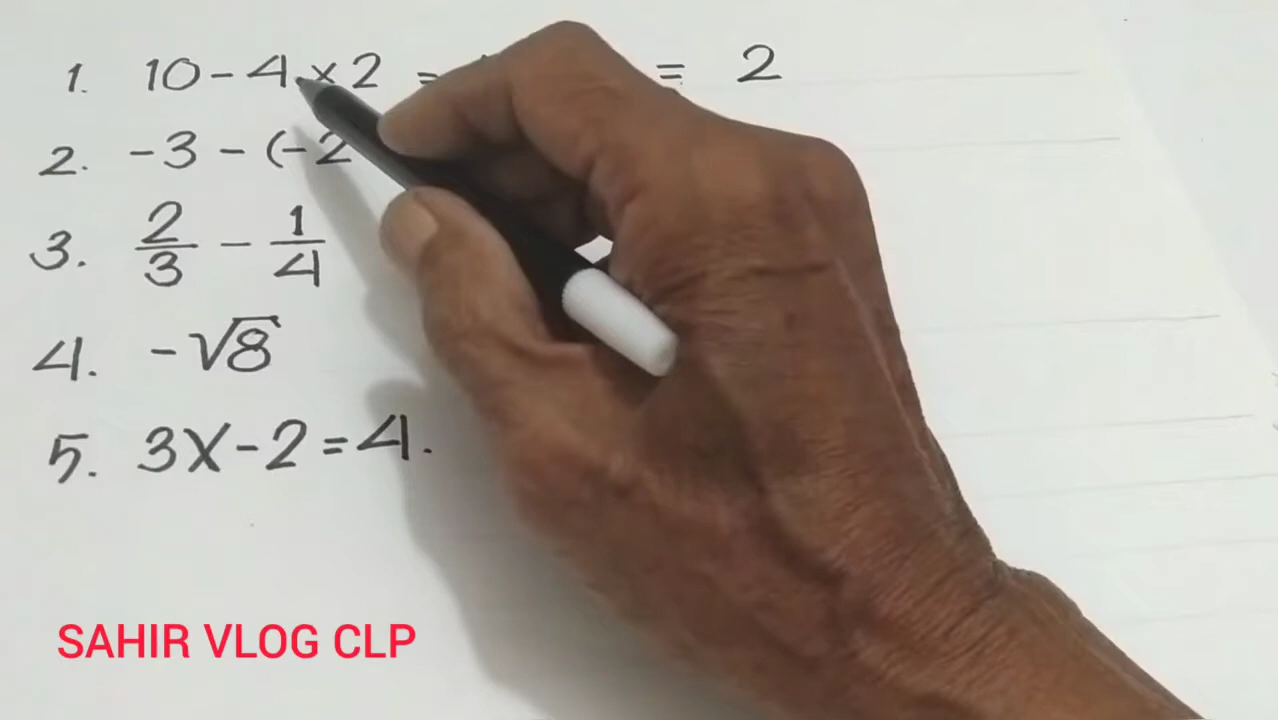 1. 10 - 4 × 2 = = 2
2. -3 - (-2
3. 2/3 - 1/4
4. -√8
5. 3X - 2 = 4.
SAHIR VLOG CLP